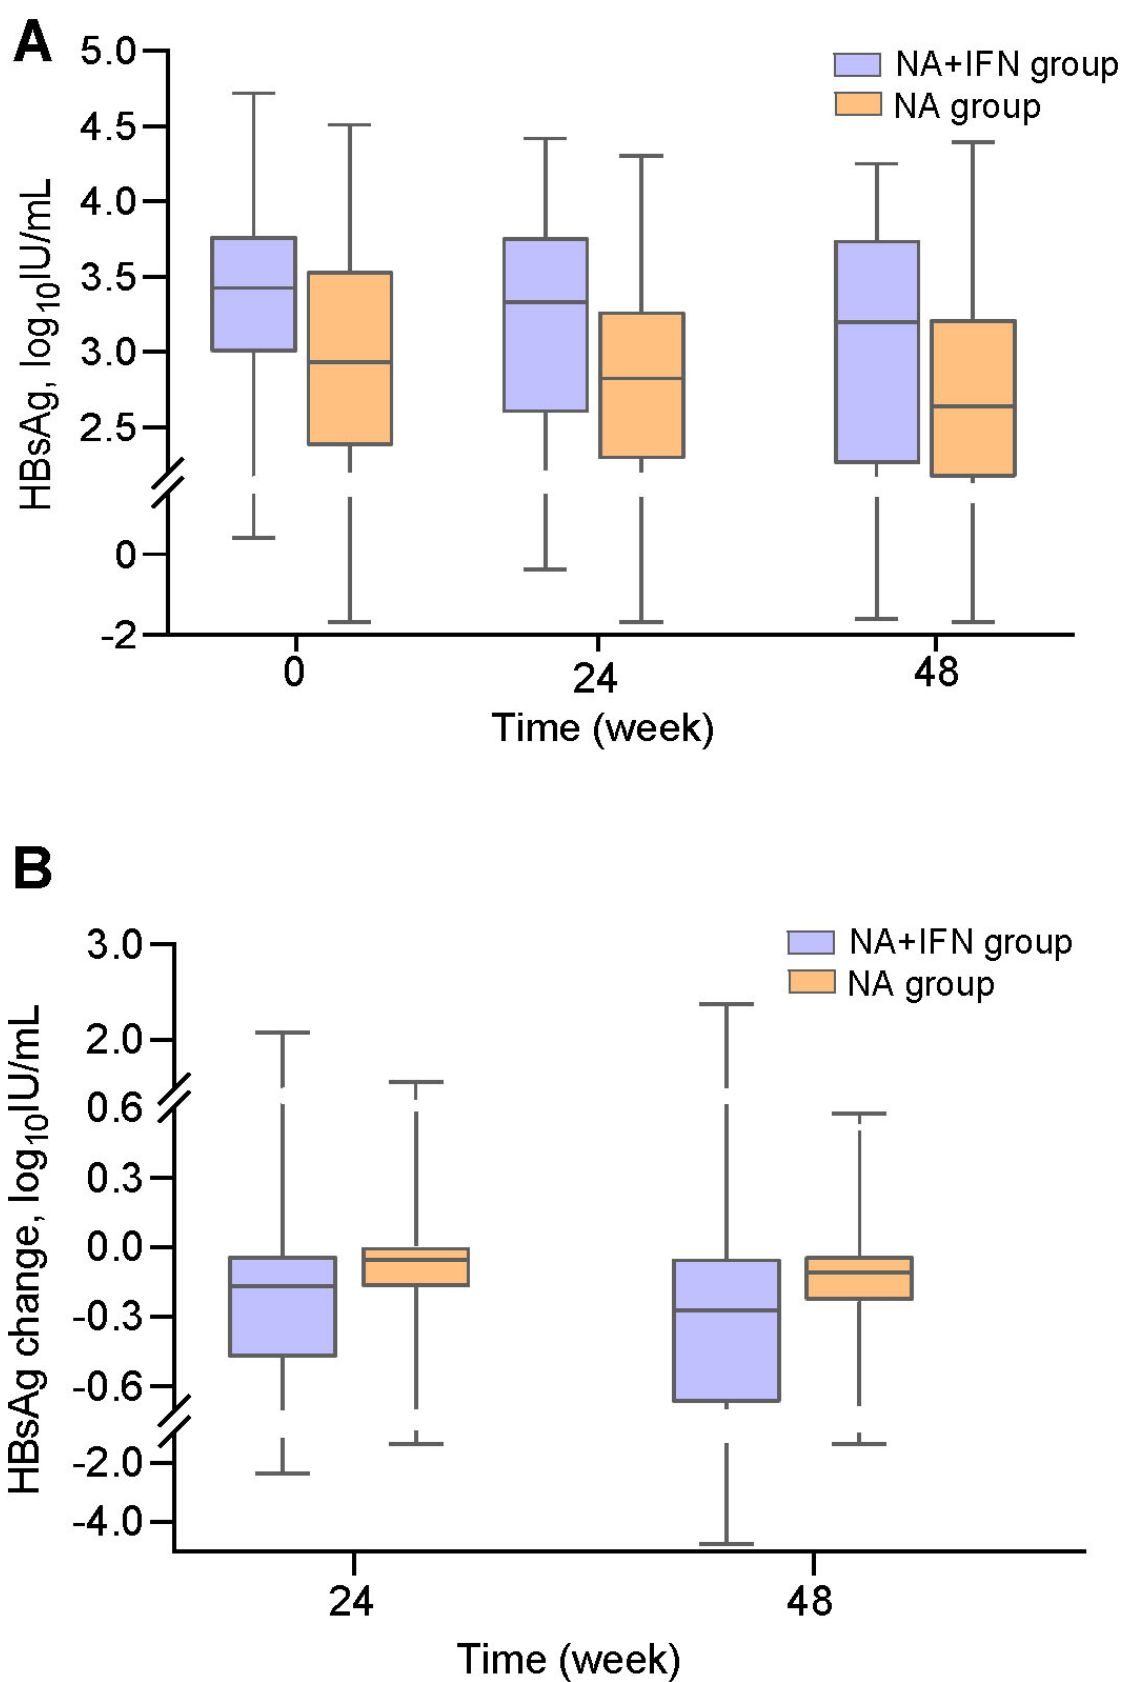 A
5.0
4.5
4.0
3.5
3.0
2.5
0
-2
HBsAg, log10IU/mL
NA+IFN group
NA group
0
24
48
Time (week)
B
3.0
2.0
0.6
0.3
0.0
-0.3
-0.6
-2.0
-4.0
HBsAg change, log10IU/mL
NA+IFN group
NA group
24
48
Time (week)